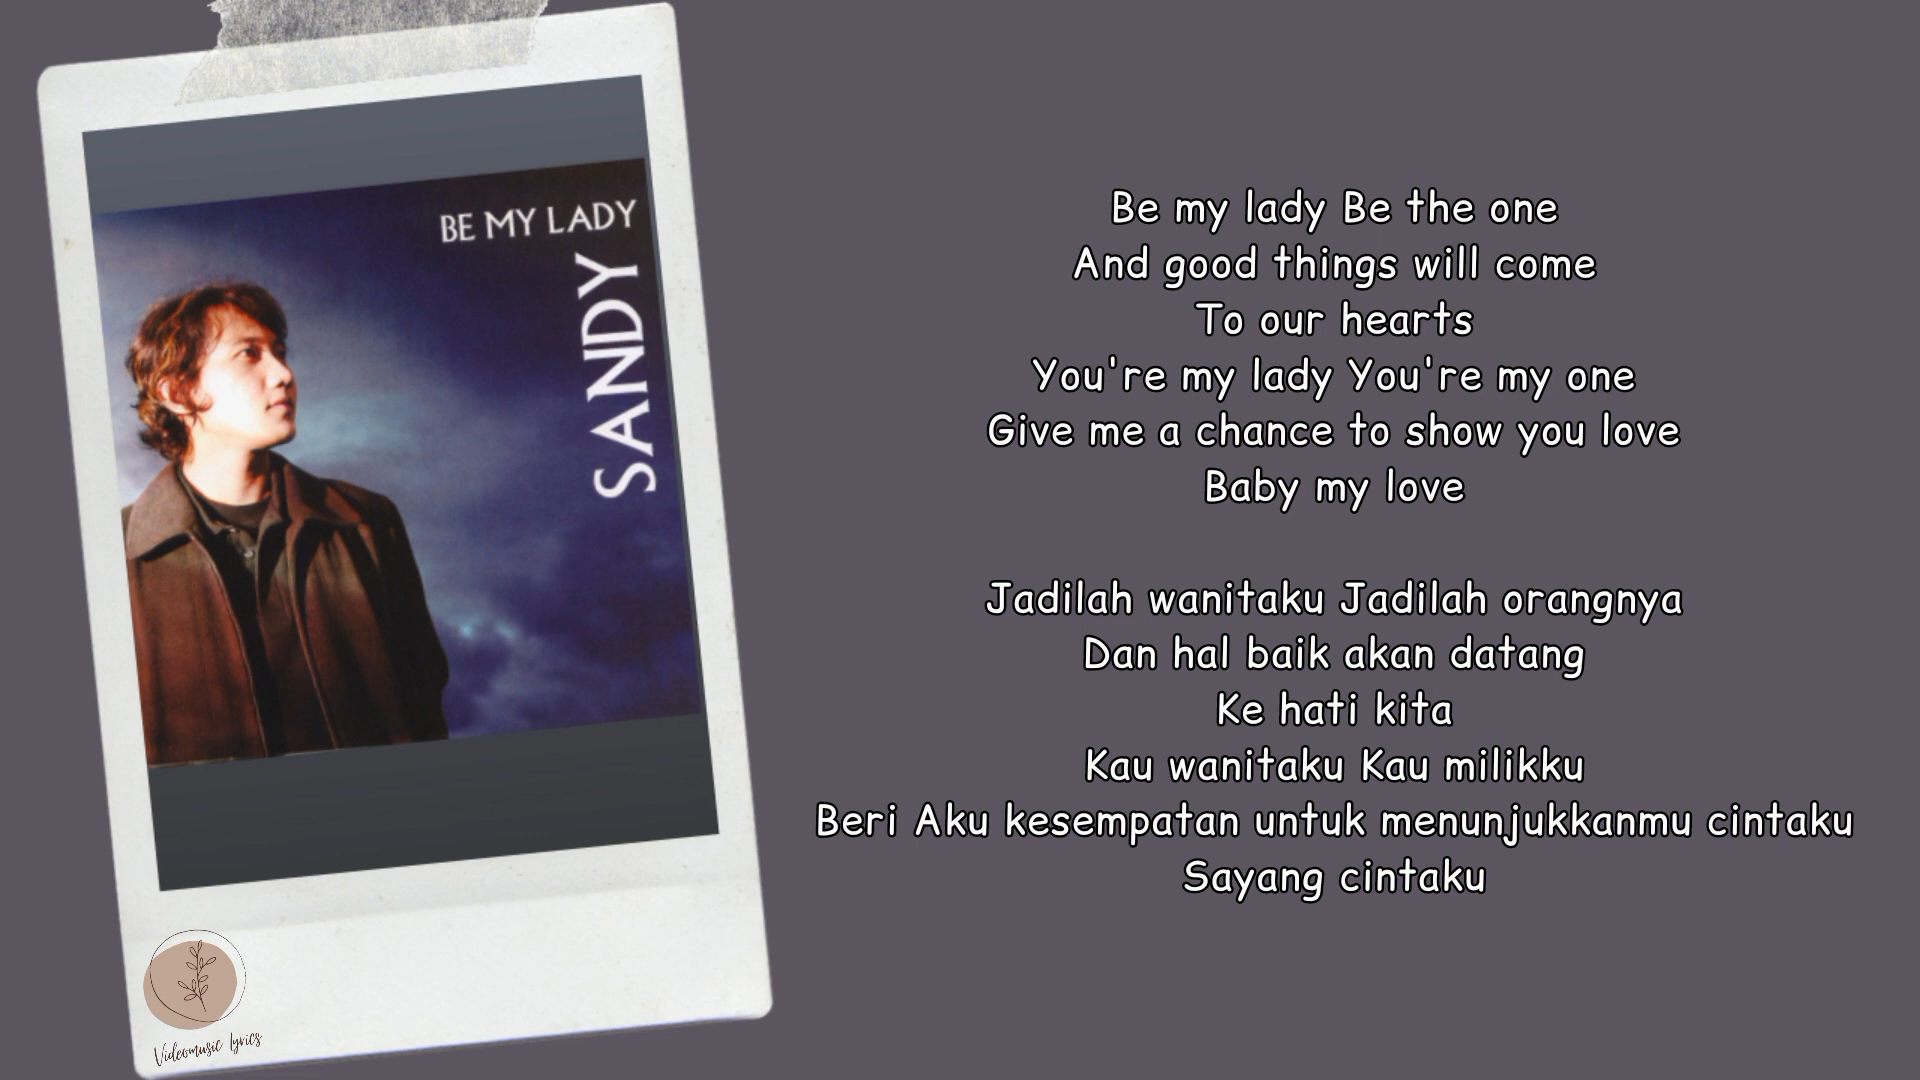 BE MY LADY
SANDY
Be my lady Be the one
And good things will come
To our hearts
You're my lady You're my one
Give me a chance to show you love
Baby my love
Jadilah wanitaku Jadilah orangnya
Dan hal baik akan datang
Ke hati kita
Kau wanitaku Kau milikku
Beri Aku kesempatan untuk menunjukkanmu cintaku
Sayang cintaku
Videomusic lyrics